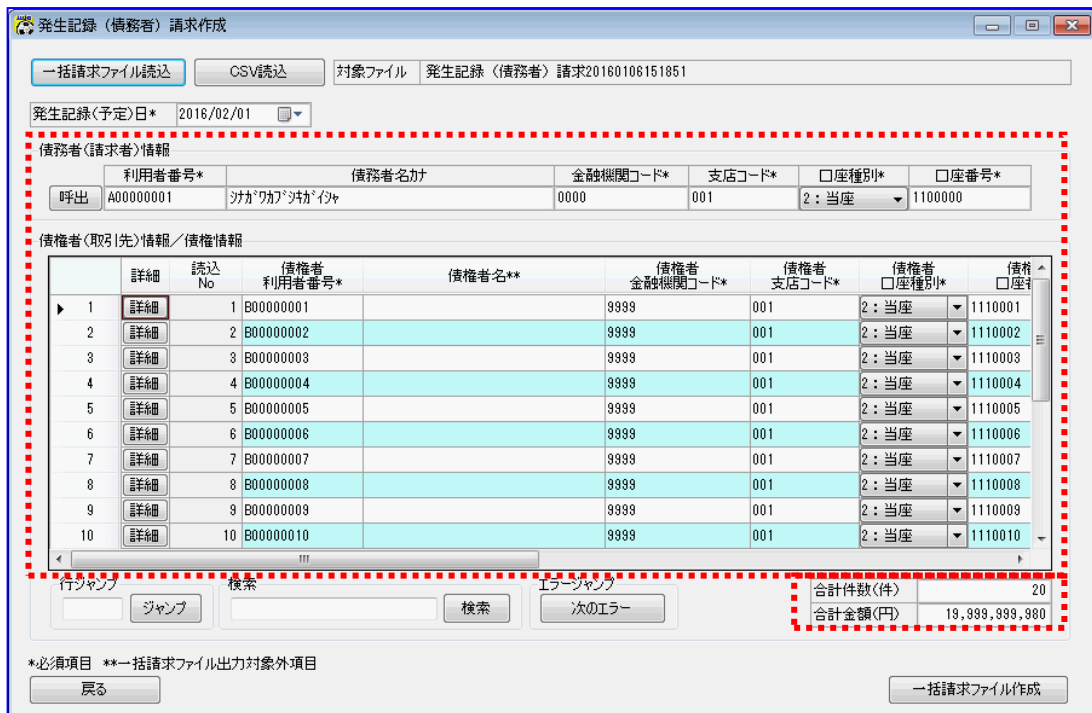 発生記録（債務者）請求作成
一括請求ファイル読込 CSV読込 対象ファイル 発生記録（債務者）請求20160106151851
発生記録(予定)日* 2016/02/01
債務者(請求者)情報
利用者番号* 債務者名カナ 金融機関コード* 支店コード* 口座種別* 口座番号*
呼出 A00000001 ｼﾅｶﾞﾜｶﾌﾞｼｷｶﾞｲｼｬ 0000 001 2：当座 1100000
債権者(取引先)情報／債権情報
詳細 読込No 債権者利用者番号* 債権者名** 債権者金融機関コード* 債権者支店コード* 債権者口座種別*
1 詳細 1 B00000001 9999 001 2：当座 1110001
2 詳細 2 B00000002 9999 001 2：当座 1110002
3 詳細 3 B00000003 9999 001 2：当座 1110003
4 詳細 4 B00000004 9999 001 2：当座 1110004
5 詳細 5 B00000005 9999 001 2：当座 1110005
6 詳細 6 B00000006 9999 001 2：当座 1110006
7 詳細 7 B00000007 9999 001 2：当座 1110007
8 詳細 8 B00000008 9999 001 2：当座 1110008
9 詳細 9 B00000009 9999 001 2：当座 1110009
10 詳細 10 B00000010 9999 001 2：当座 1110010
行ジャンプ 検索 エラージャンプ 合計件数(件) 20
ジャンプ 検索 次のエラー 合計金額(円) 19,999,999,980
*必須項目 **一括請求ファイル出力対象外項目
戻る 一括請求ファイル作成